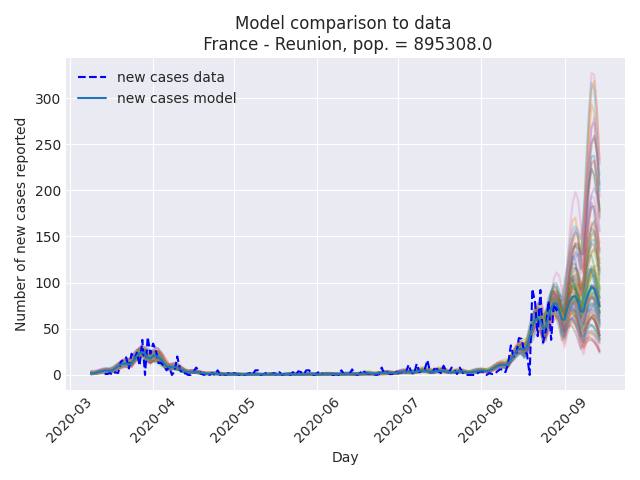 Model comparison to data
France - Reunion, pop. = 895308.0
new cases data
new cases model
Number of new cases reported
300
250
200
150
100
50
0
2020-03
2020-04
2020-05
2020-06
2020-07
2020-08
2020-09
Day